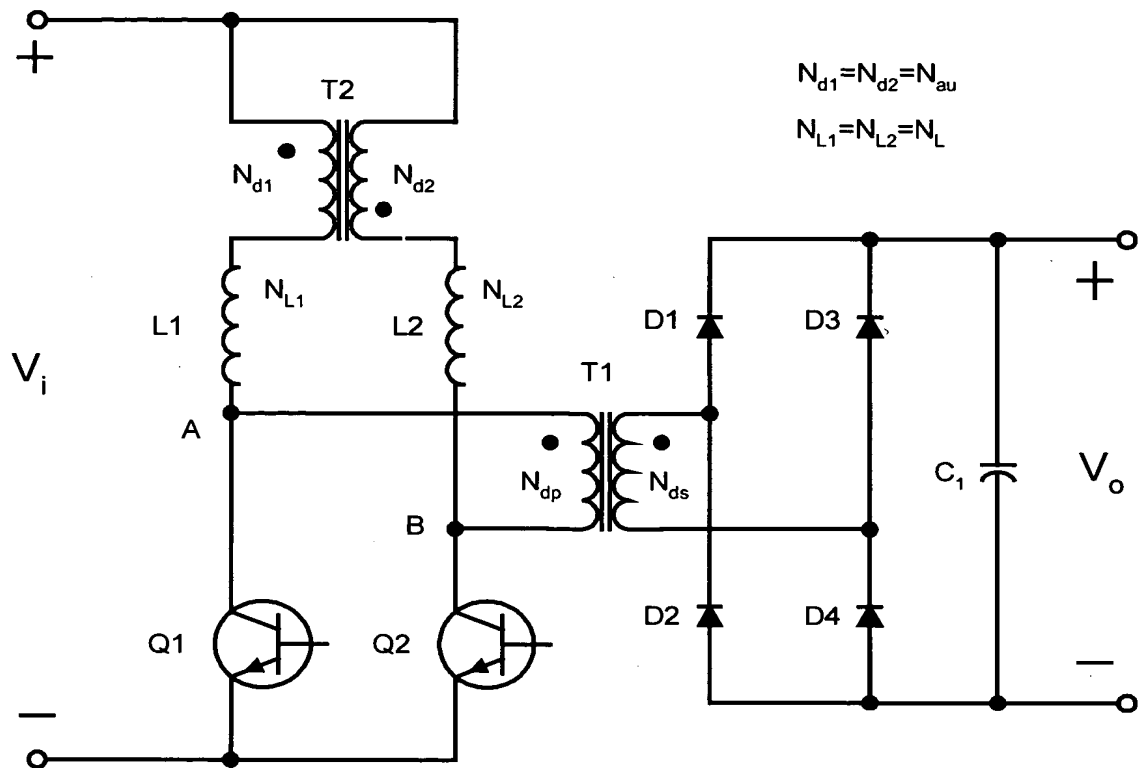 +
T2
N_d1=N_d2=N_au
N_L1=N_L2=N_L
N_d1
N_d2
N_L1
N_L2
L1
L2
D1
D3
+
V_i
T1
A
N_dp
N_ds
C_1
V_o
B
Q1
Q2
D2
D4
—
—